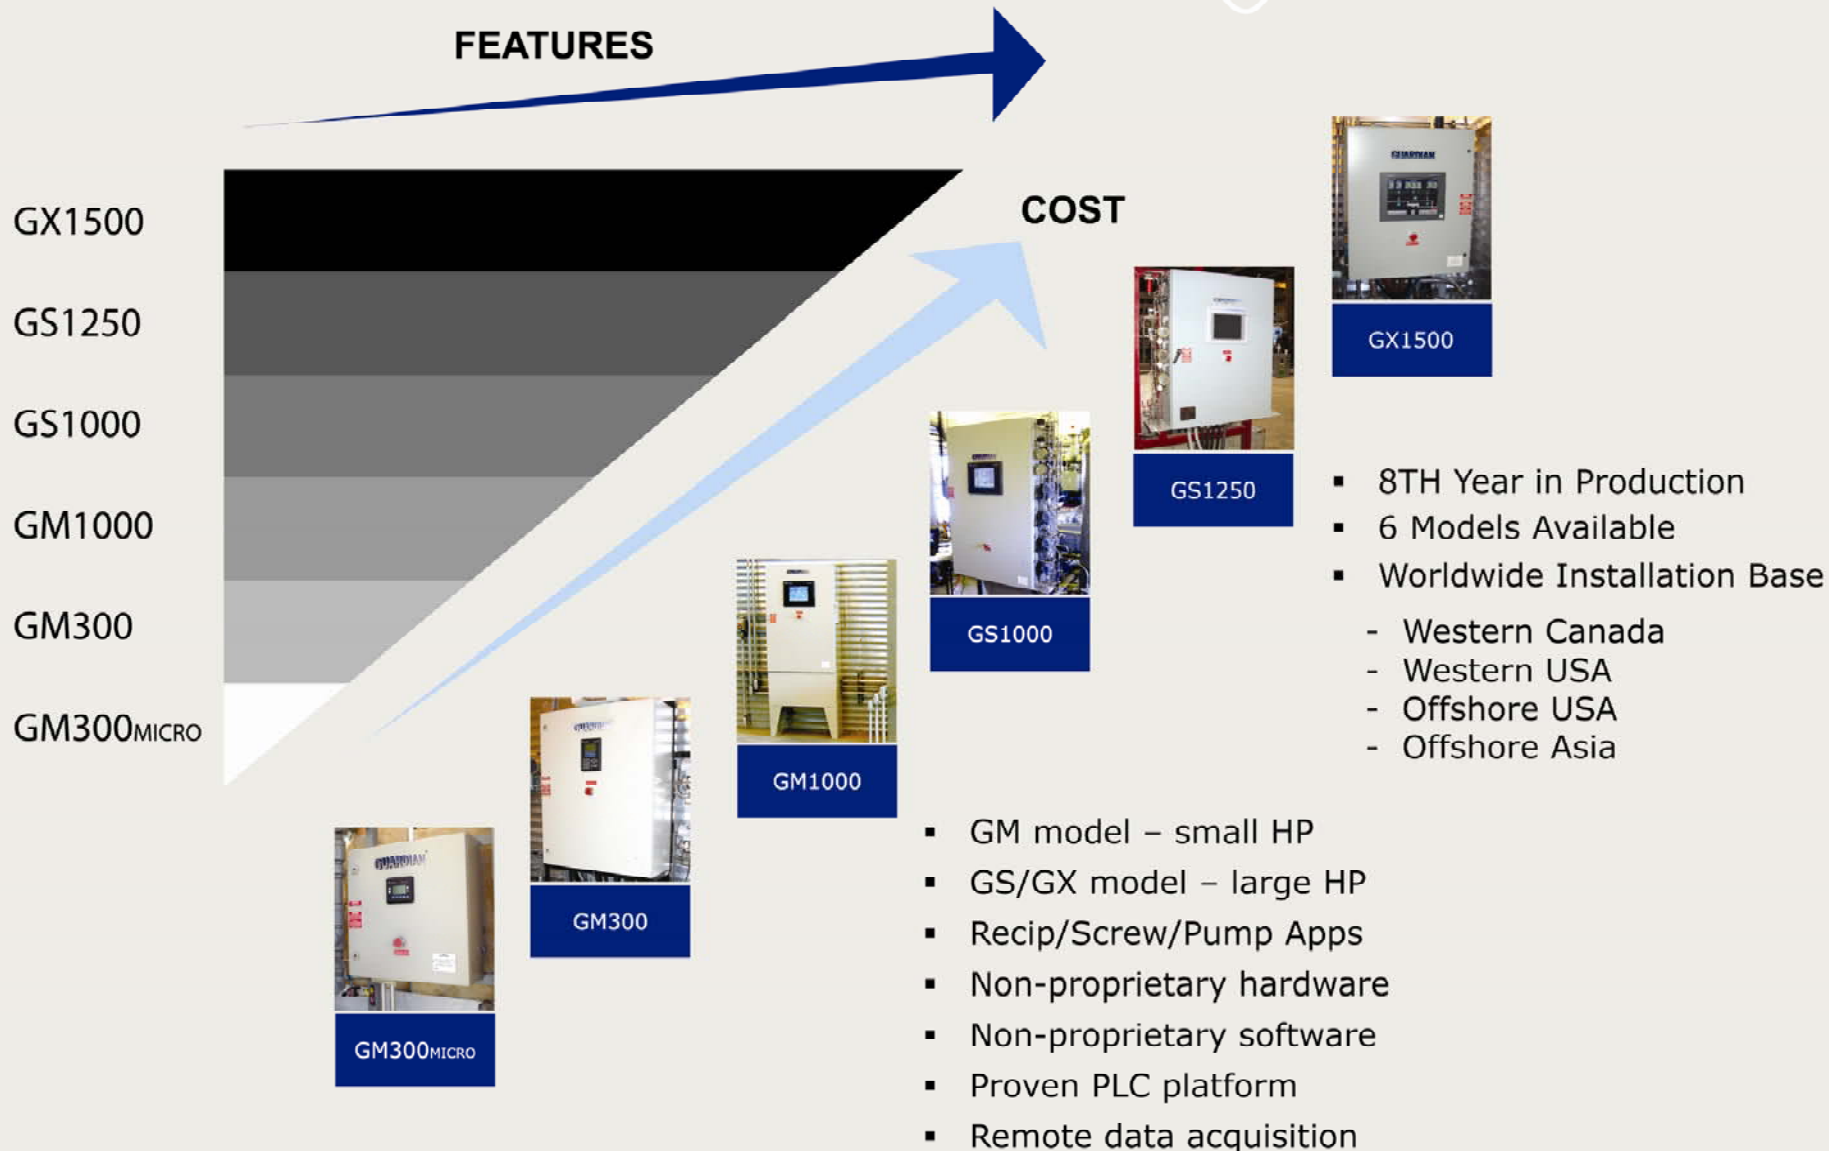 FEATURES
COST
GX1500
GS1250
GS1000
GM1000
GM300
GM300MICRO
GUARDIAN
GX1500
GS1250
GS1000
GM1000
GUARDIAN
GM300
GUARDIAN
GM300MICRO
▪ 8TH Year in Production
▪ 6 Models Available
▪ Worldwide Installation Base
- Western Canada
- Western USA
- Offshore USA
- Offshore Asia
▪ GM model – small HP
▪ GS/GX model – large HP
▪ Recip/Screw/Pump Apps
▪ Non-proprietary hardware
▪ Non-proprietary software
▪ Proven PLC platform
▪ Remote data acquisition